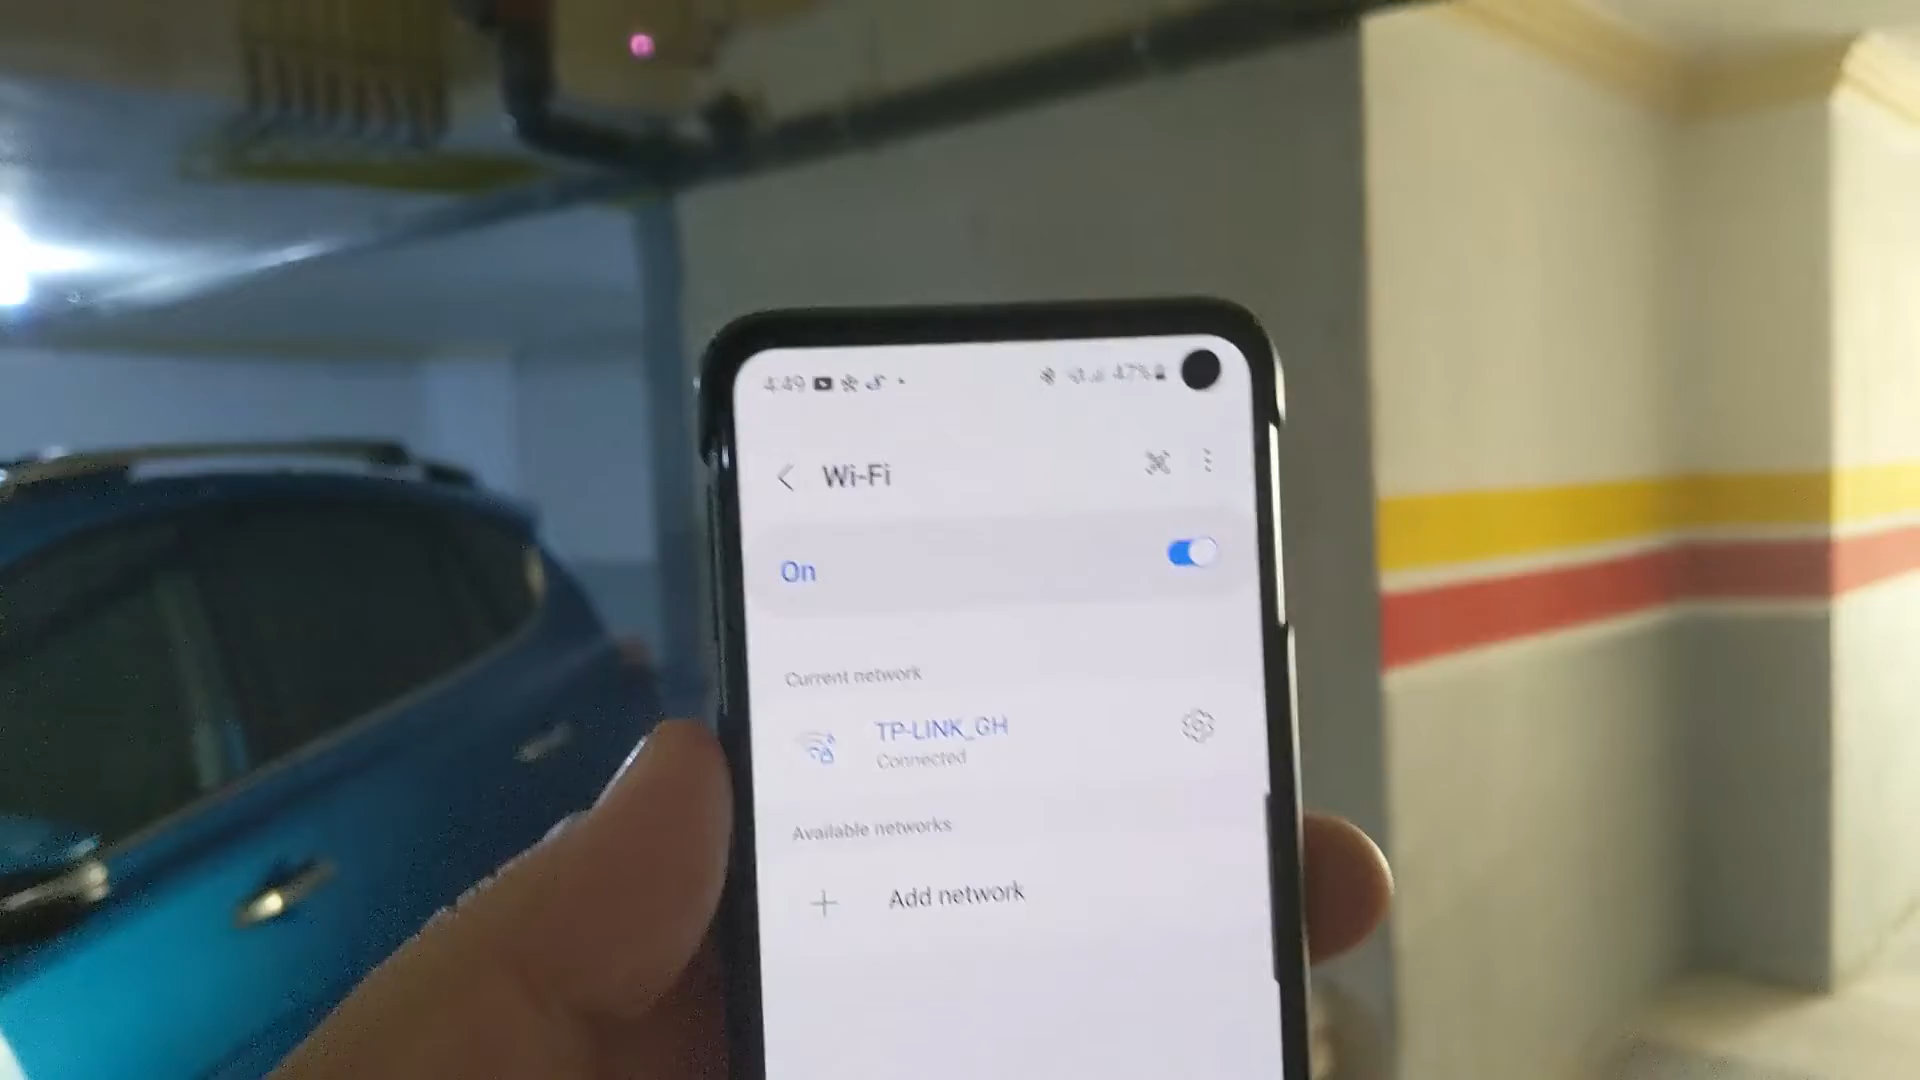 4:49
47%
Wi-Fi
On
Current network
TP-LINK_GH
Connected
Available networks
Add network